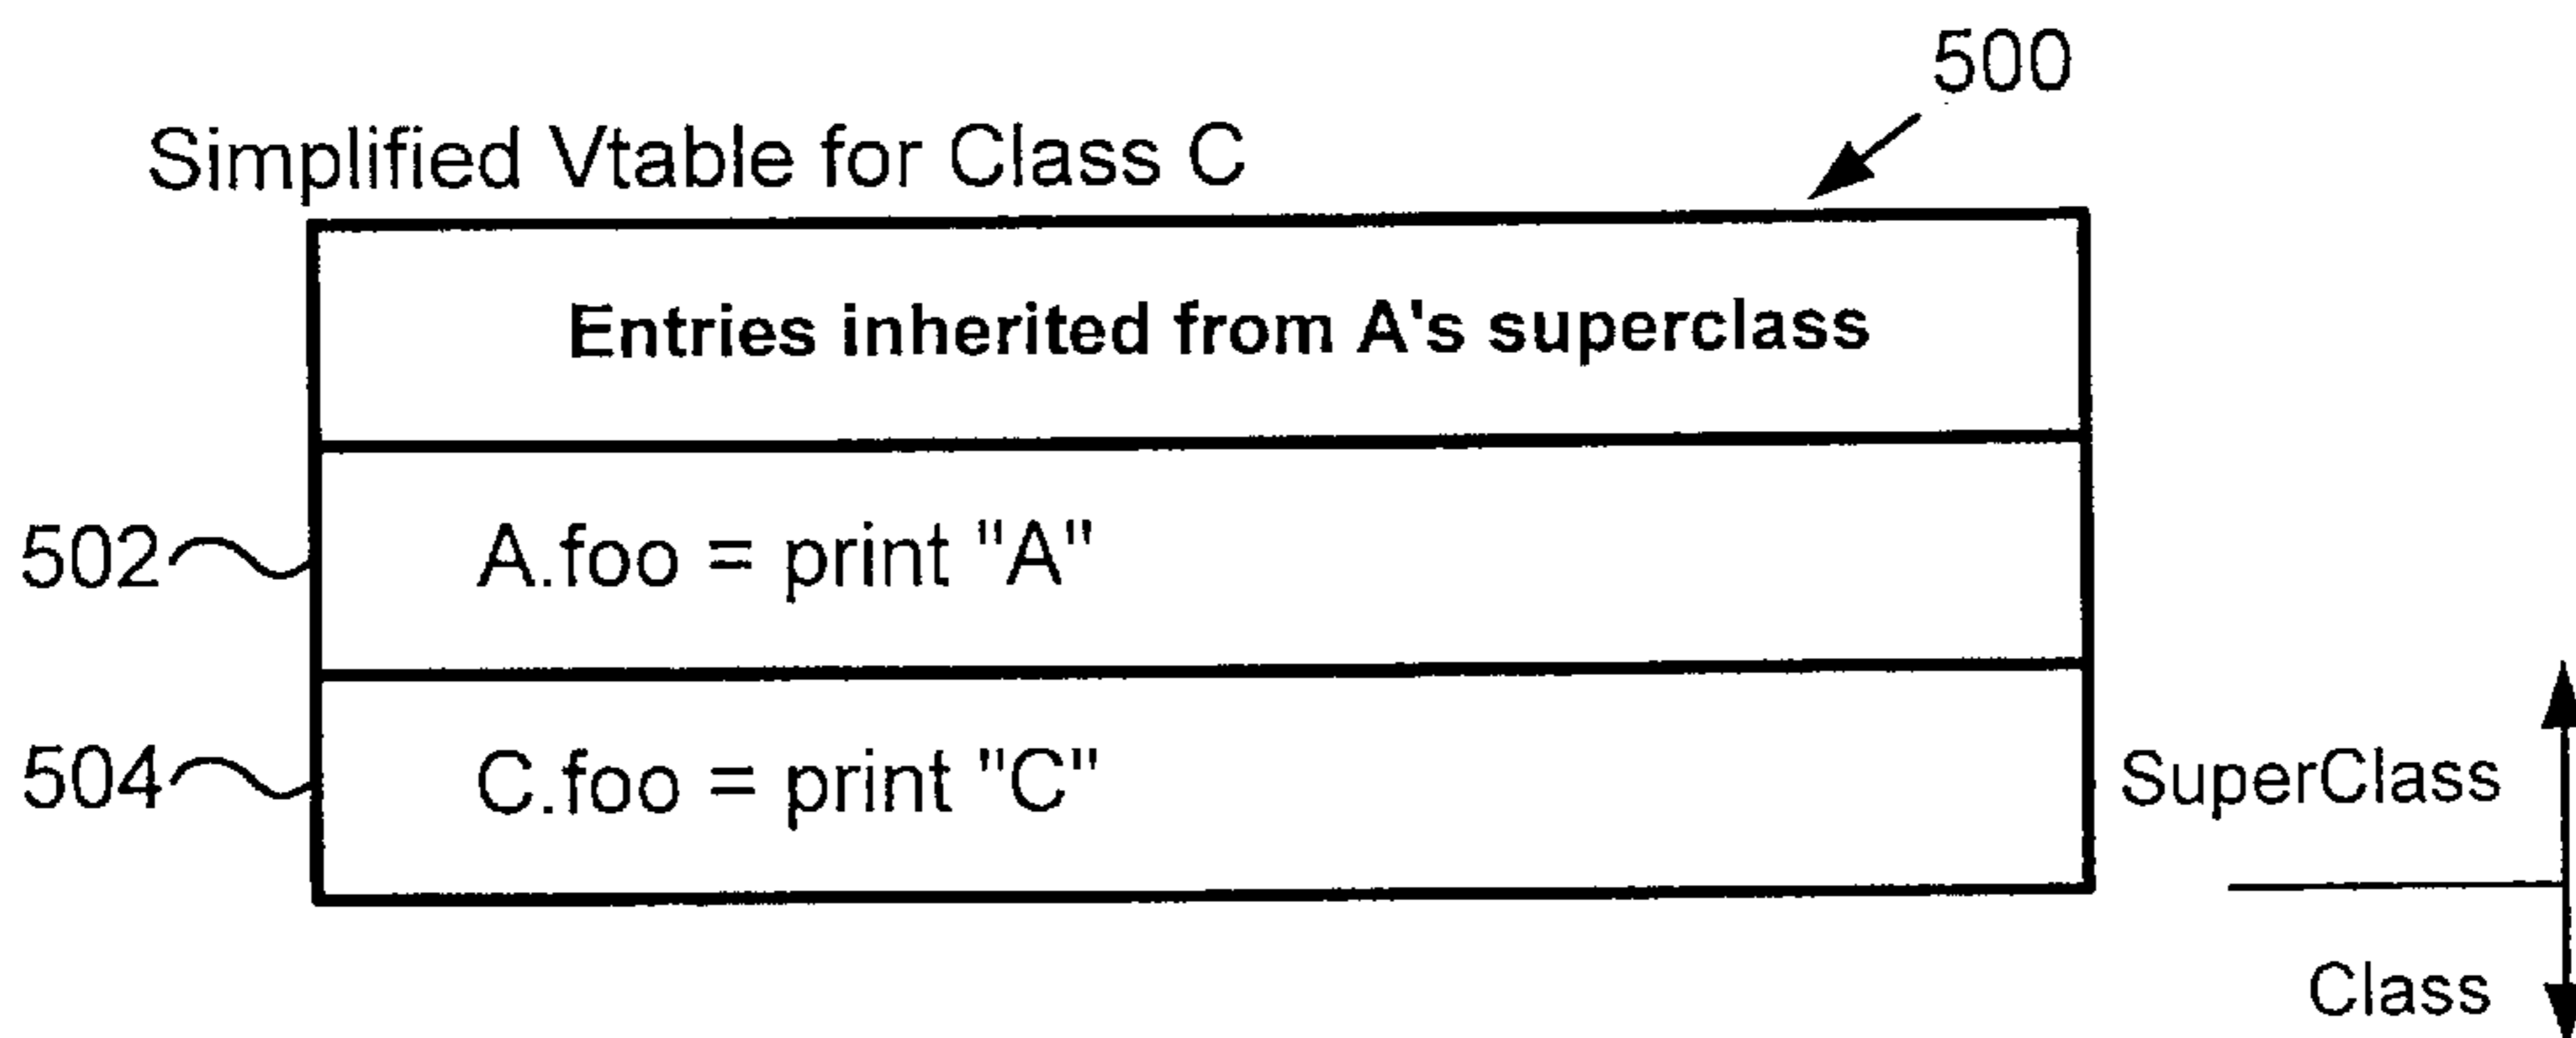 500
Simplified Vtable for Class C
Entries inherited from A's superclass
502
A.foo = print "A"
504
C.foo = print "C"
SuperClass
Class